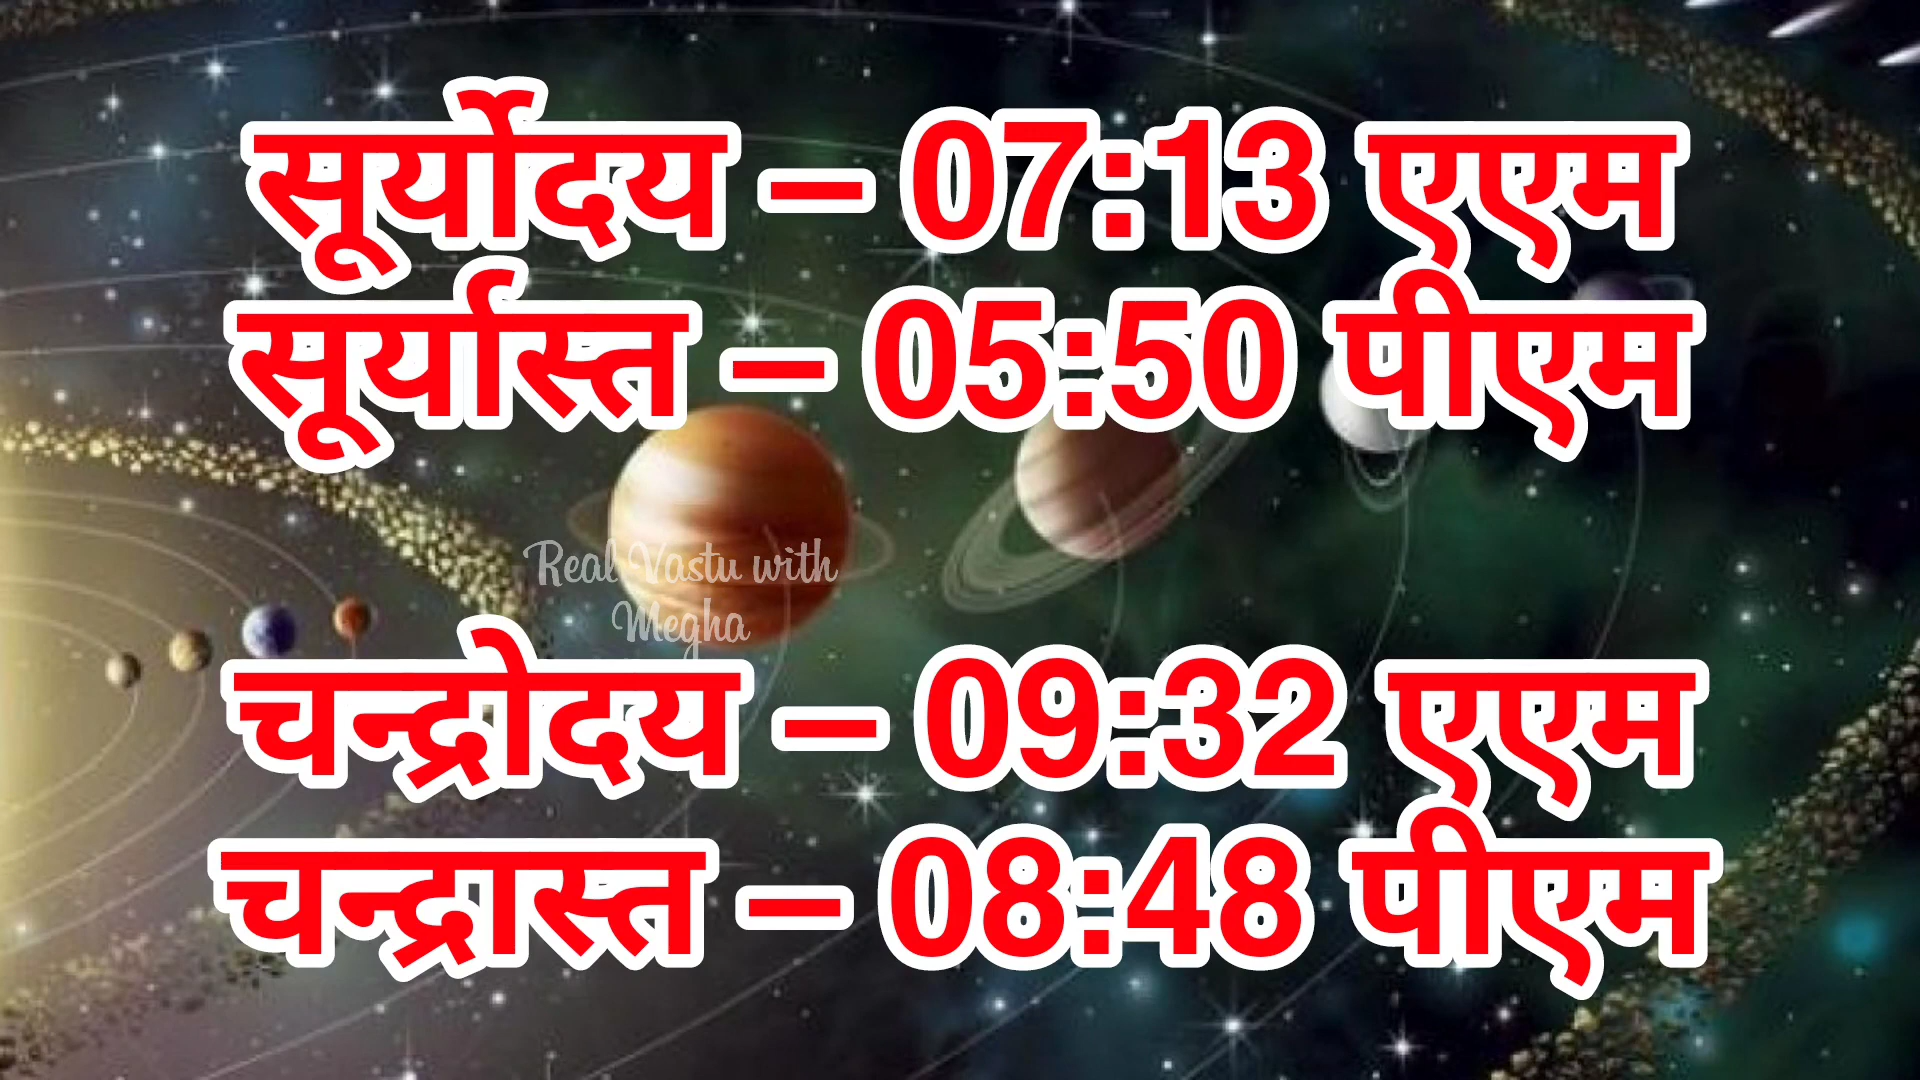 सूर्योदय – 07:13 एएम
सूर्यास्त – 05:50 पीएम
Real Vastu with
Megha
चन्द्रोदय – 09:32 एएम
चन्द्रास्त – 08:48 पीएम